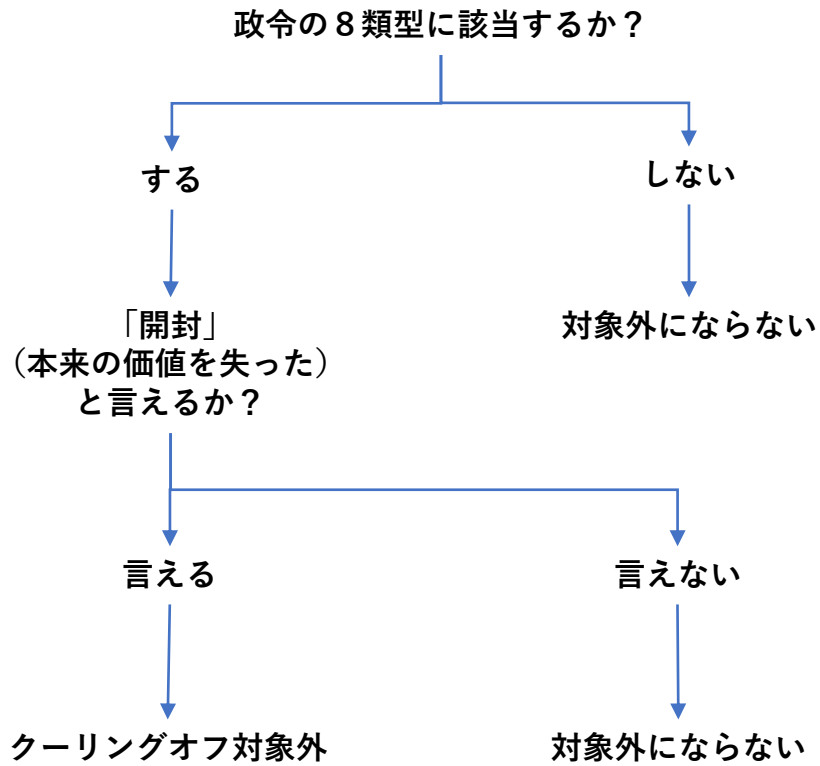 政令の８類型に該当するか？
する
しない
「開封」
（本来の価値を失った）
と言えるか？
対象外にならない
言える
言えない
クーリングオフ対象外
対象外にならない